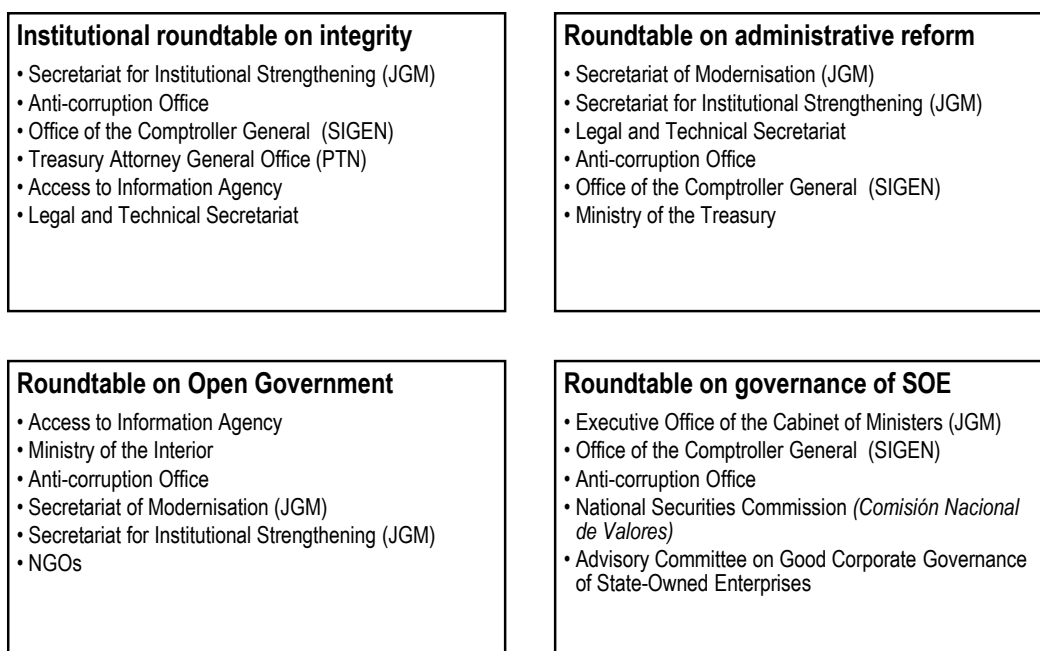 Institutional roundtable on integrity
• Secretariat for Institutional Strengthening (JGM)
• Anti-corruption Office
• Office of the Comptroller General (SIGEN)
• Treasury Attorney General Office (PTN)
• Access to Information Agency
• Legal and Technical Secretariat
Roundtable on administrative reform
• Secretariat of Modernisation (JGM)
• Secretariat for Institutional Strengthening (JGM)
• Legal and Technical Secretariat
• Anti-corruption Office
• Office of the Comptroller General (SIGEN)
• Ministry of the Treasury
Roundtable on Open Government
• Access to Information Agency
• Ministry of the Interior
• Anti-corruption Office
• Secretariat of Modernisation (JGM)
• Secretariat for Institutional Strengthening (JGM)
• NGOs
Roundtable on governance of SOE
• Executive Office of the Cabinet of Ministers (JGM)
• Office of the Comptroller General (SIGEN)
• Anti-corruption Office
• National Securities Commission (Comisión Nacional
de Valores)
• Advisory Committee on Good Corporate Governance
of State-Owned Enterprises